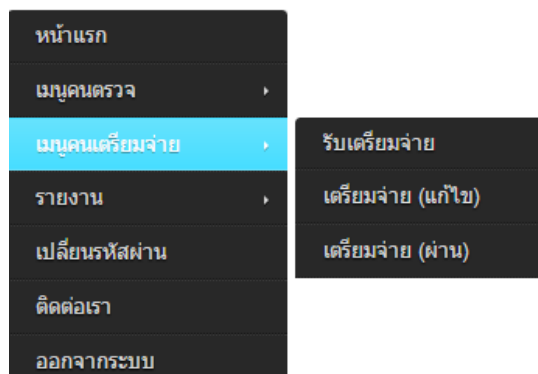 หน้าแรก
เมนูคนตรวจ
เมนูคนเตรียมจ่าย
รายงาน
เปลี่ยนรหัสผ่าน
ติดต่อเรา
ออกจากระบบ
รับเตรียมจ่าย
เตรียมจ่าย (แก้ไข)
เตรียมจ่าย (ผ่าน)